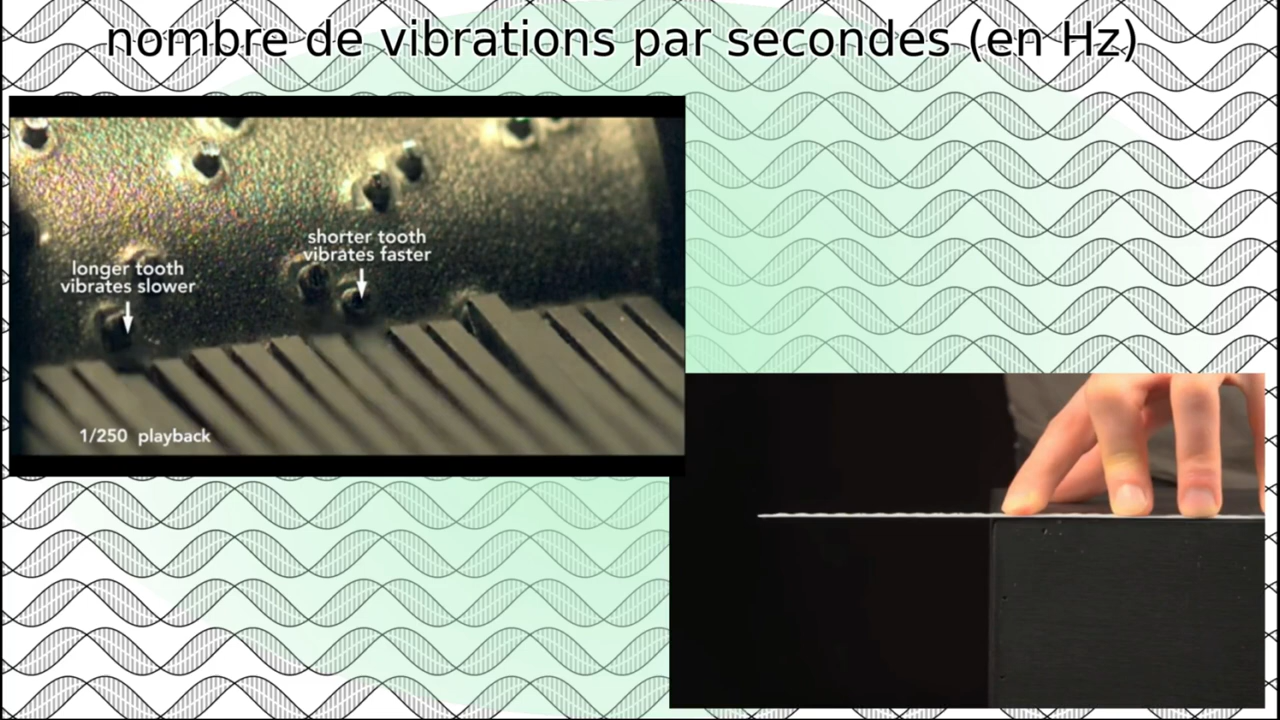 nombre de vibrations par secondes (en Hz)
shorter tooth
vibrates faster
longer tooth
vibrates slower
1/250 playback